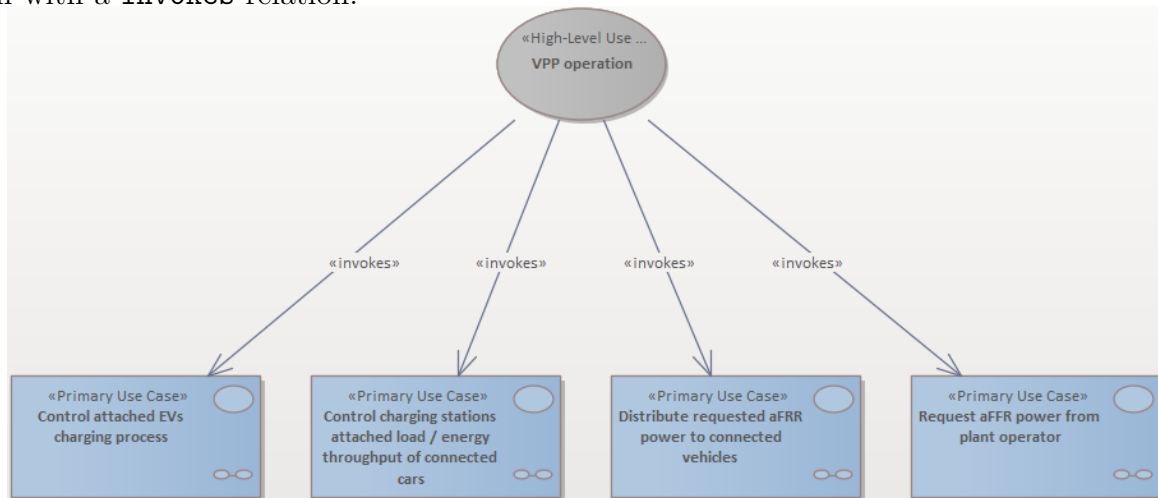 with a invokes relation.
«High-Level Use ...
VPP operation
«invokes» «invokes» «invokes» «invokes»
«Primary Use Case»
Control attached EVs
charging process
«Primary Use Case»
Control charging stations
attached load / energy
throughput of connected
cars
«Primary Use Case»
Distribute requested aFRR
power to connected
vehicles
«Primary Use Case»
Request aFFR power from
plant operator